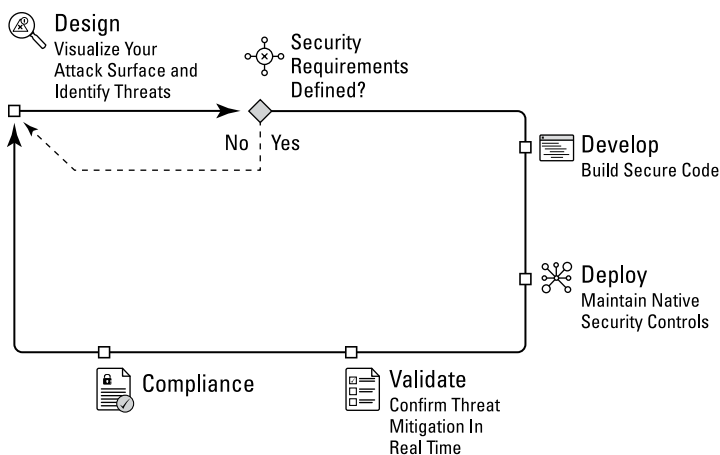 Design
Visualize Your
Attack Surface and
Identify Threats
Security
Requirements
Defined?
No Yes
Develop
Build Secure Code
Deploy
Maintain Native
Security Controls
Compliance
Validate
Confirm Threat
Mitigation In
Real Time